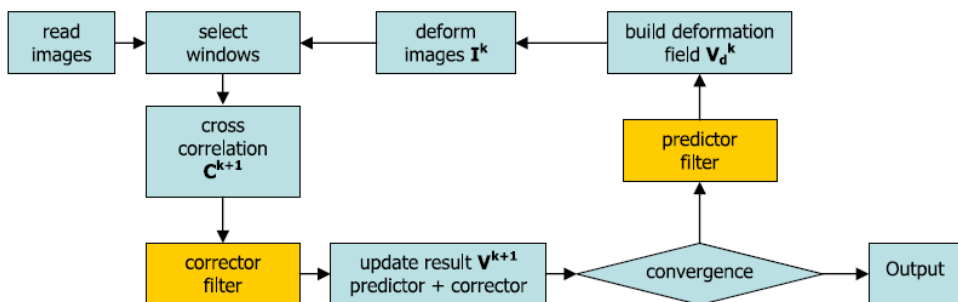 read
images
select
windows
deform
images I^k
build deformation
field V_d^k
cross
correlation
C^k+1
predictor
filter
corrector
filter
update result V^k+1
predictor + corrector
convergence
Output